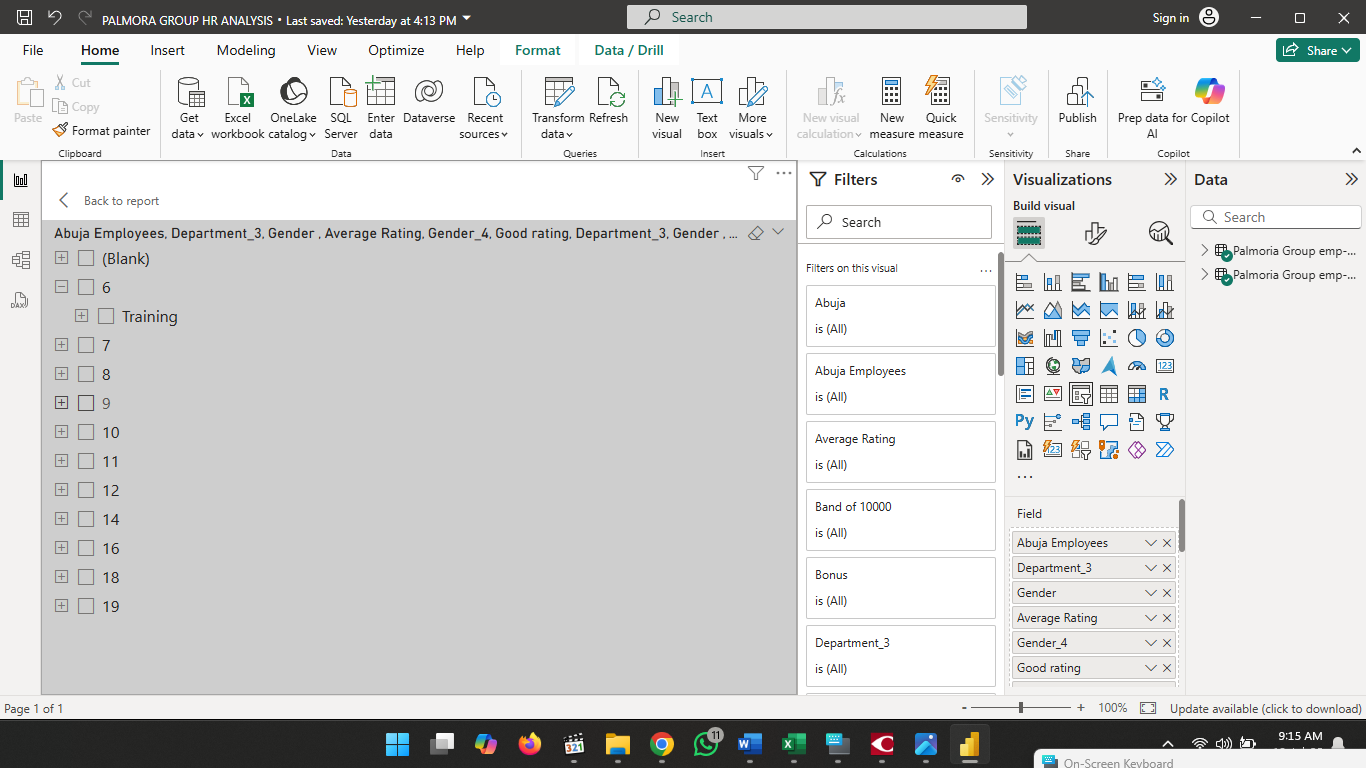 PALMORA GROUP HR ANALYSIS • Last saved: Yesterday at 4:13 PM
Search
Sign in
File Home Insert Modeling View Optimize Help Format Data / Drill
Share
Paste
Cut
Copy
Format painter
Clipboard
Get data
Excel workbook
OneLake catalog
SQL Server
Enter data
Dataverse
Recent sources
Data
Transform data
Refresh
Queries
New visual
Text box
More visuals
Insert
New visual calculation
New measure
Quick measure
Calculations
Sensitivity
Sensitivity
Publish
Share
Prep data for AI
Copilot
Copilot
Back to report
Abuja Employees, Department_3, Gender , Average Rating, Gender_4, Good rating, Department_3, Gender , ...
(Blank)
6
Training
7
8
9
10
11
12
14
16
18
19
Filters
Search
Filters on this visual
...
Abuja
is (All)
Abuja Employees
is (All)
Average Rating
is (All)
Band of 10000
is (All)
Bonus
is (All)
Department_3
is (All)
Visualizations
Build visual
123
R
Py
123
...
Field
Abuja Employees
Department_3
Gender
Average Rating
Gender_4
Good rating
Data
Search
Palmoria Group emp-...
Palmoria Group emp-...
DAX
Page 1 of 1
- + 100%
Update available (click to download)
321
11
9:15 AM
On-Screen Keyboard